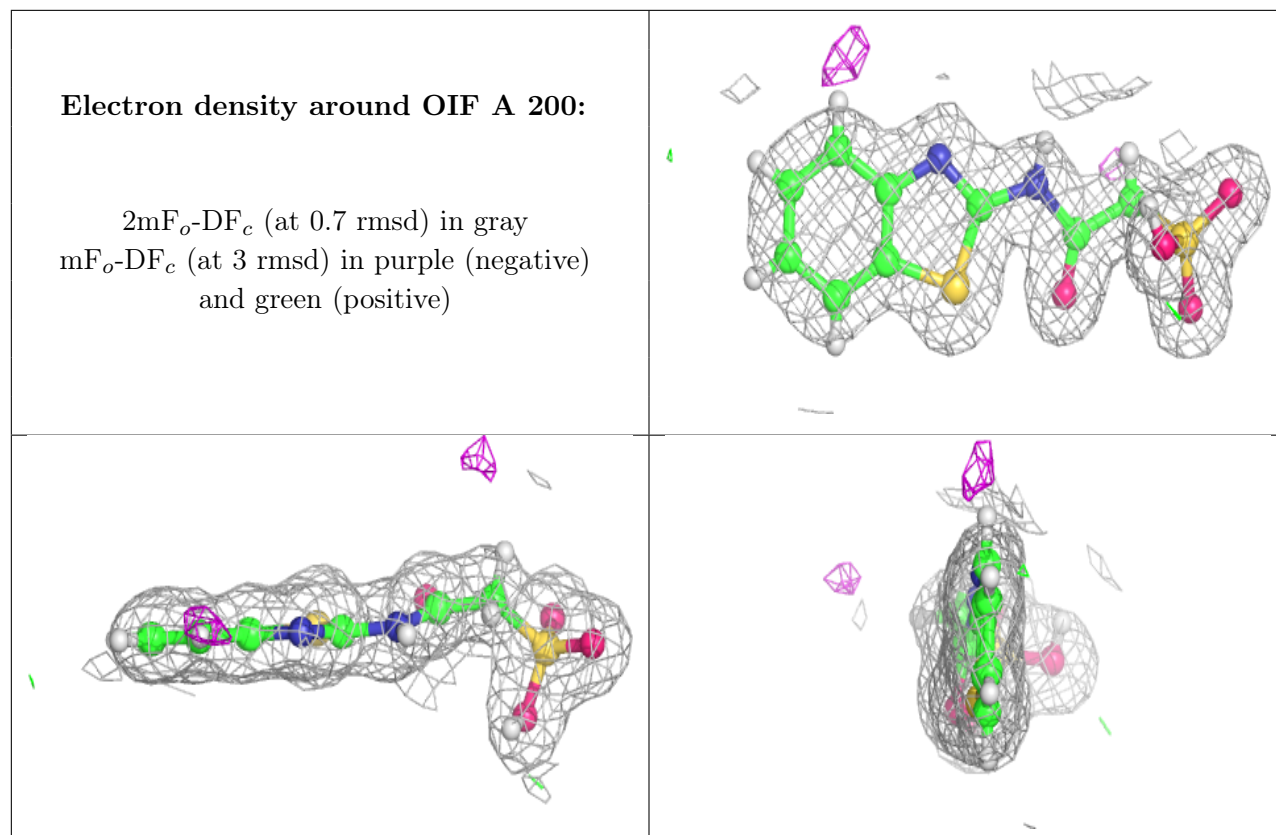 Electron density around OIF A 200:
2mFo-DFc (at 0.7 rmsd) in gray
mFo-DFc (at 3 rmsd) in purple (negative)
and green (positive)